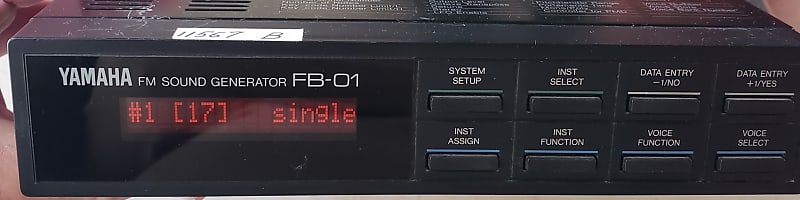 11567 B
YAMAHA FM SOUND GENERATOR FB-01
#1 [17] single
SYSTEM SETUP
INST SELECT
DATA ENTRY -1/NO
DATA ENTRY +1/YES
INST ASSIGN
INST FUNCTION
VOICE FUNCTION
VOICE SELECT